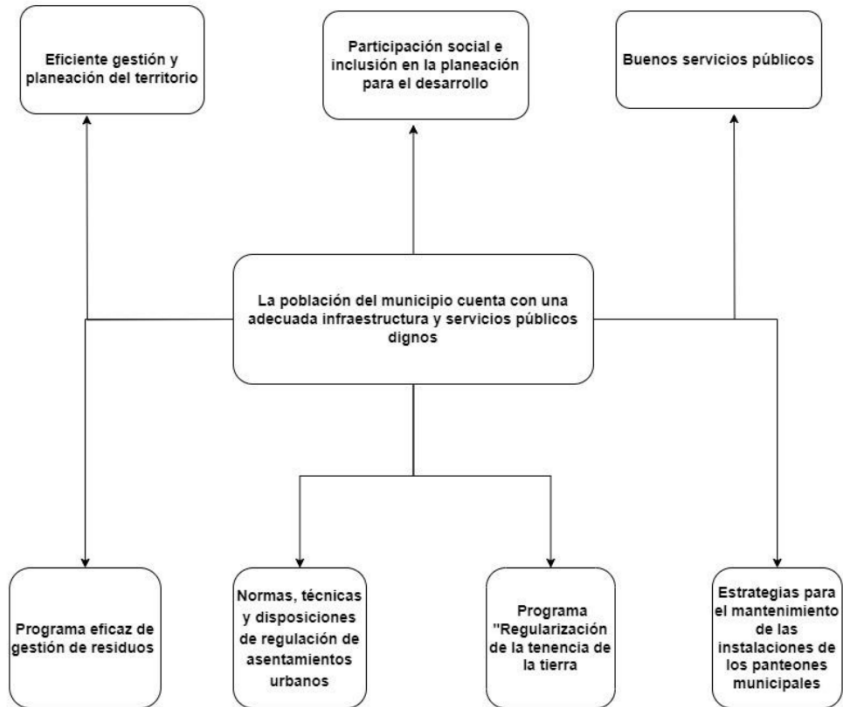 Eficiente gestión y
planeación del territorio
Participación social e
inclusión en la planeación
para el desarrollo
Buenos servicios públicos
La población del municipio cuenta con una
adecuada infraestructura y servicios públicos
dignos
Programa eficaz de
gestión de residuos
Normas, técnicas
y disposiciones
de regulación de
asentamientos
urbanos
Programa
"Regularización
de la tenencia de
la tierra
Estrategias para
el mantenimiento
de las
instalaciones de
los panteones
municipales